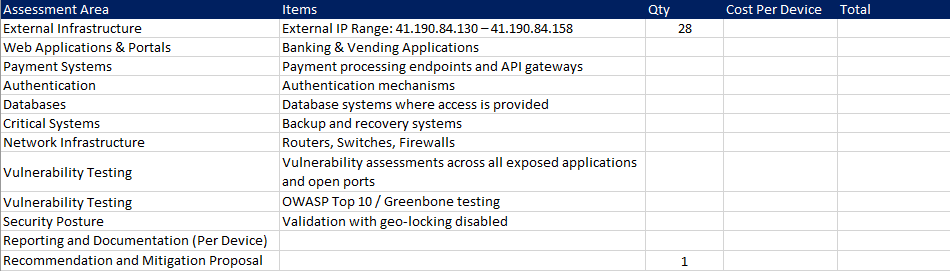 Assessment Area Items Qty Cost Per Device Total
External Infrastructure External IP Range: 41.190.84.130 – 41.190.84.158 28
Web Applications & Portals Banking & Vending Applications
Payment Systems Payment processing endpoints and API gateways
Authentication Authentication mechanisms
Databases Database systems where access is provided
Critical Systems Backup and recovery systems
Network Infrastructure Routers, Switches, Firewalls
Vulnerability Testing Vulnerability assessments across all exposed applications
and open ports
Vulnerability Testing OWASP Top 10 / Greenbone testing
Security Posture Validation with geo-locking disabled
Reporting and Documentation (Per Device)
Recommendation and Mitigation Proposal 1